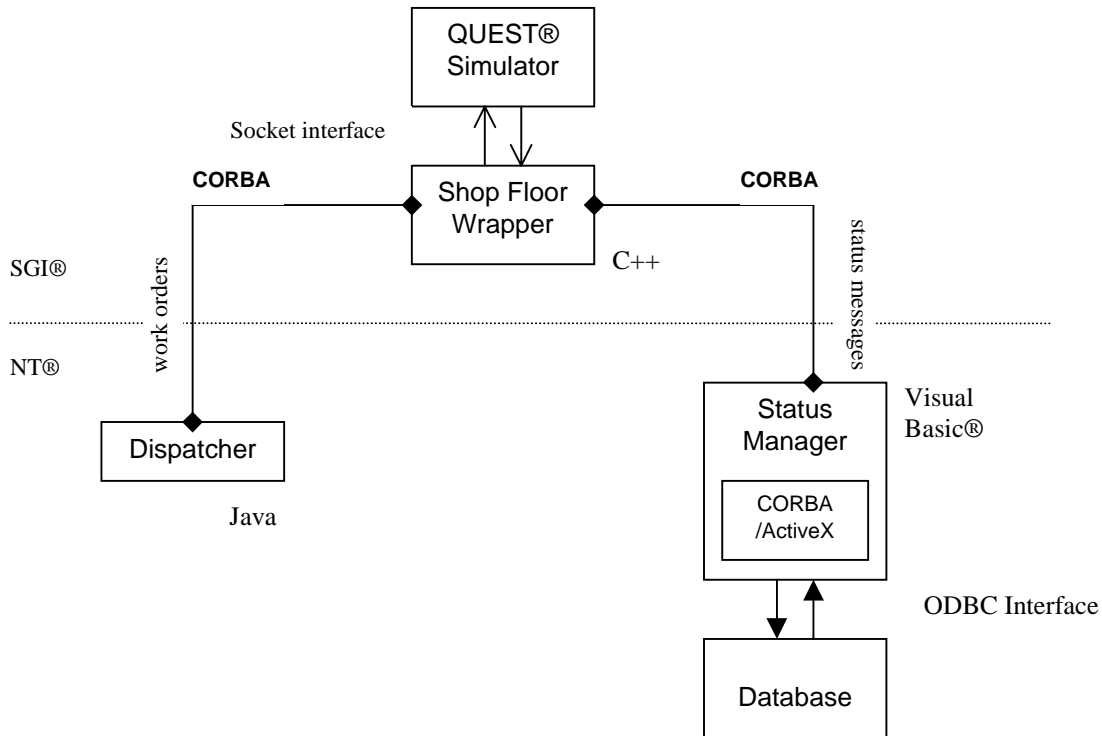 QUEST®
Simulator
Socket interface
CORBA
CORBA
Shop Floor
Wrapper
C++
SGI®
work orders
status messages
NT®
Dispatcher
Java
Status
Manager
Visual
Basic®
CORBA
/ActiveX
ODBC Interface
Database